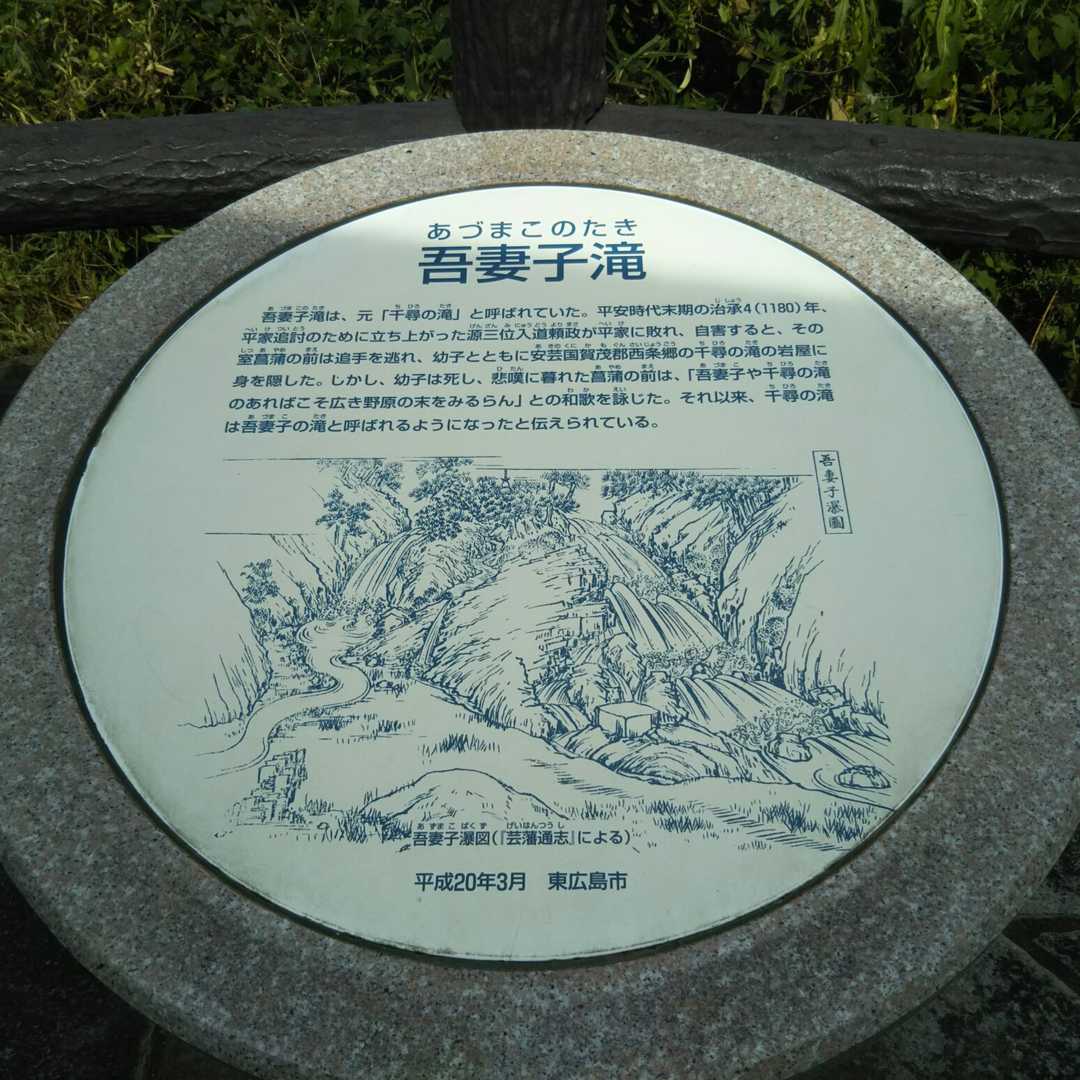 あづまこのたき
吾妻子滝
吾妻子滝は、元「千尋の滝」と呼ばれていた。平安時代末期の治承4(1180)年、
平家追討のために立ち上がった源三位入道頼政が平家に敗れ、自害すると、その
室菖蒲の前は追手を逃れ、幼子とともに安芸国賀茂郡西条郷の千尋の滝の岩屋に
身を隠した。しかし、幼子は死し、悲嘆に暮れた菖蒲の前は、「吾妻子や千尋の滝
のあればこそ広き野原の末をみるらん」との和歌を詠じた。それ以来、千尋の滝
は吾妻子の滝と呼ばれるようになったと伝えられている。
吾妻子瀑圖
吾妻子瀑図(『芸藩通志』による)
平成20年3月 東広島市